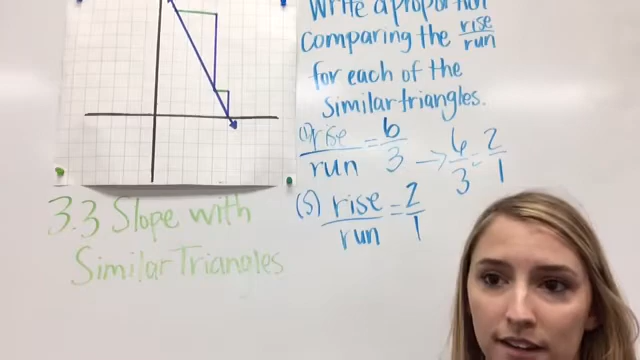 Write a proportion
comparing the rise/run
for each of the
similar triangles.
(L) rise/run = 6/3 → 6/3 = 2/1
(S) rise/run = 2/1
3.3 Slope with
Similar Triangles